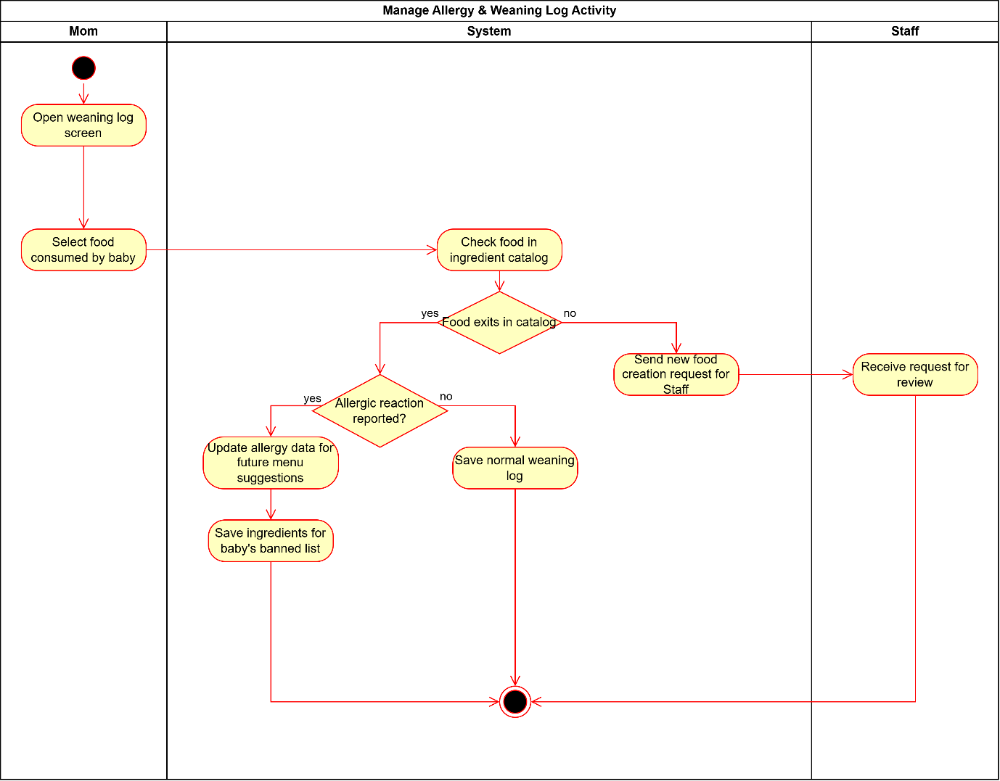 Manage Allergy & Weaning Log Activity
Mom
System
Staff
Open weaning log
screen
Select food
consumed by baby
Check food in
ingredient catalog
yes
Food exits in catalog
no
Send new food
creation request for
Staff
Receive request for
review
yes
Allergic reaction
reported?
no
Update allergy data for
future menu
suggestions
Save normal weaning
log
Save ingredients for
baby's banned list